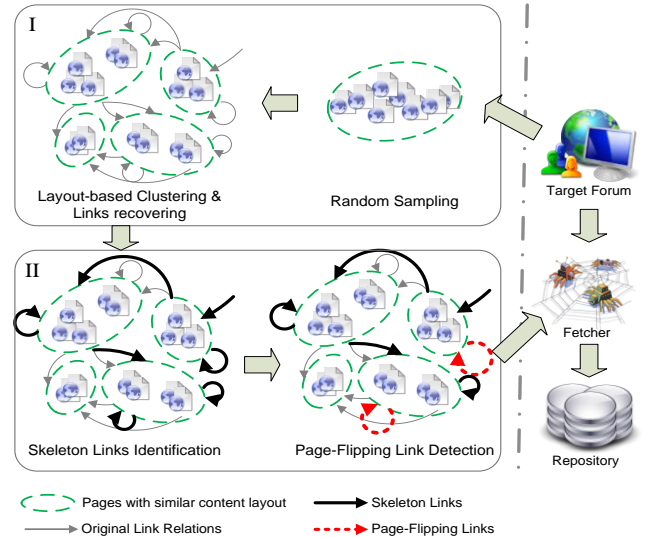 I
Layout-based Clustering &
Links recovering
Random Sampling
Target Forum
II
Skeleton Links Identification
Page-Flipping Link Detection
Fetcher
Repository
Pages with similar content layout
Skeleton Links
Original Link Relations
Page-Flipping Links